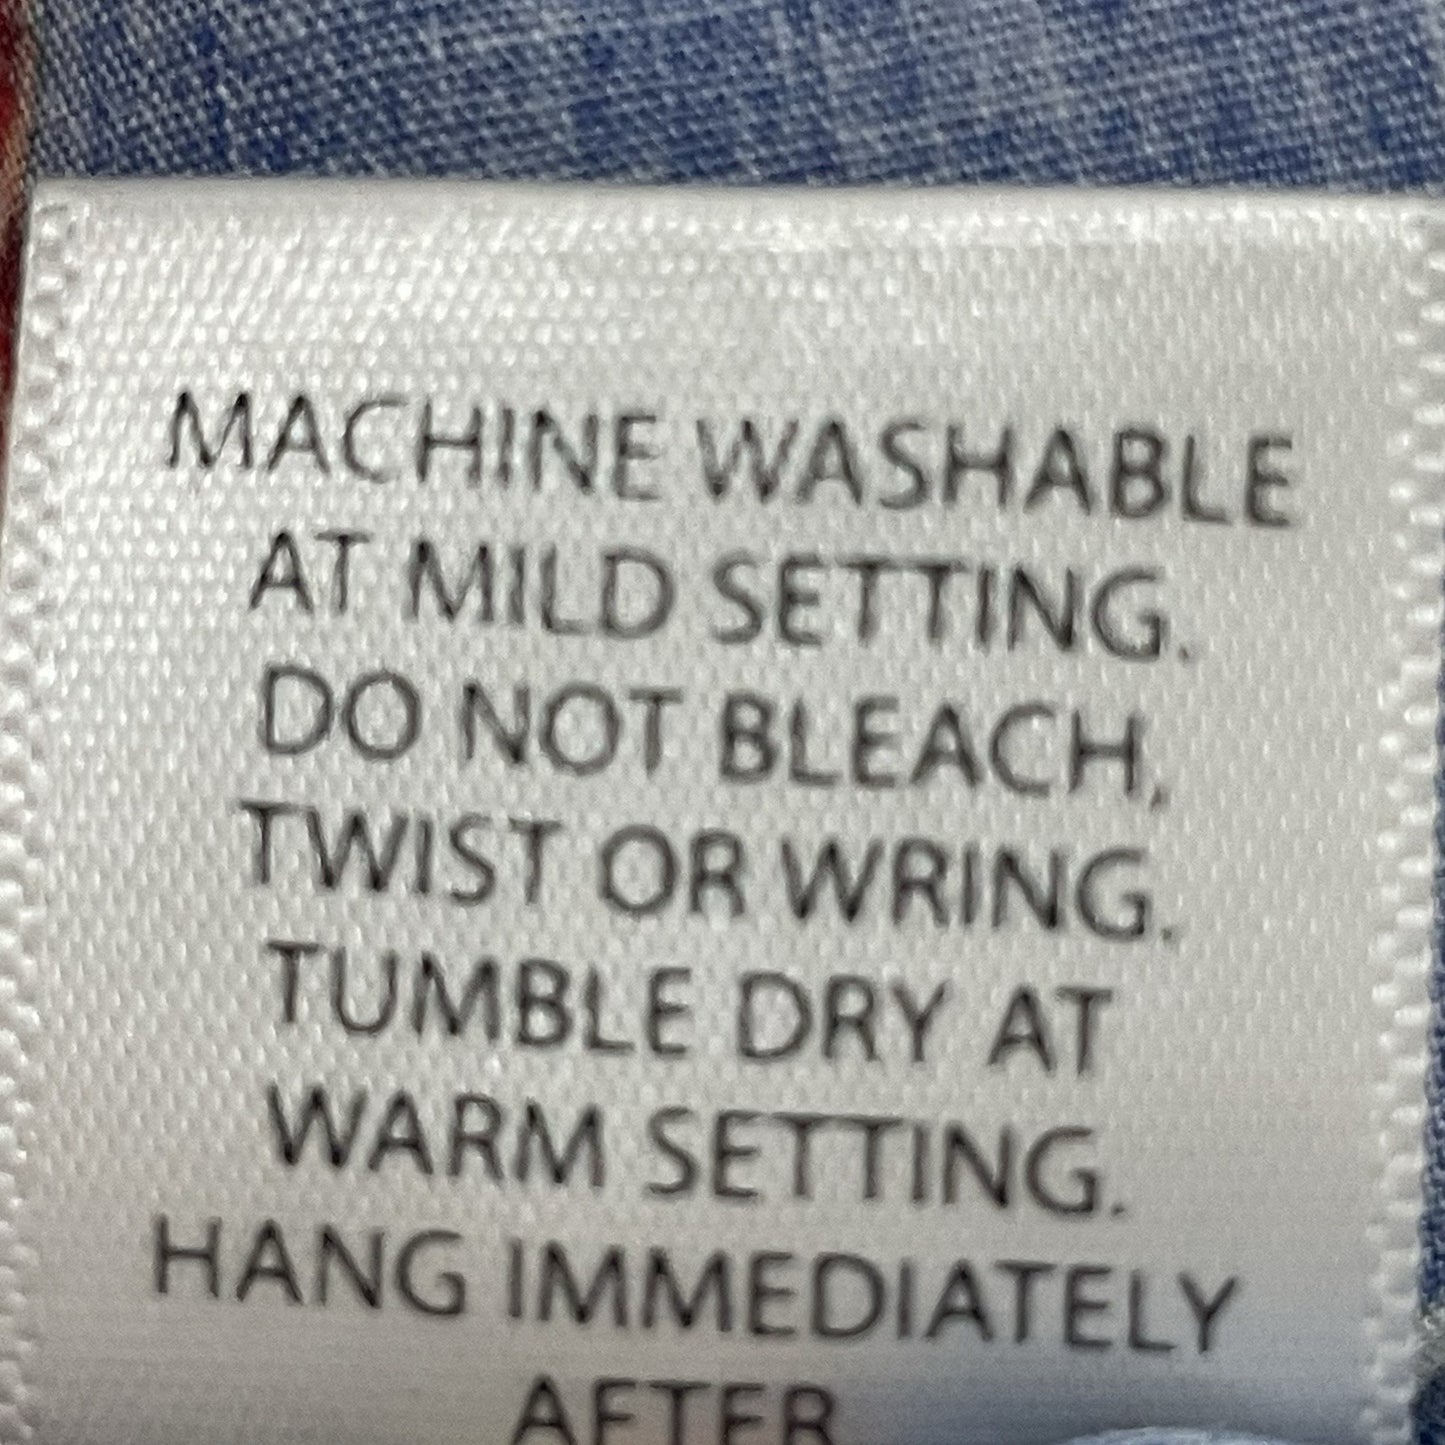 MACHINE WASHABLE
AT MILD SETTING.
DO NOT BLEACH,
TWIST OR WRING.
TUMBLE DRY AT
WARM SETTING.
HANG IMMEDIATELY
AFTER